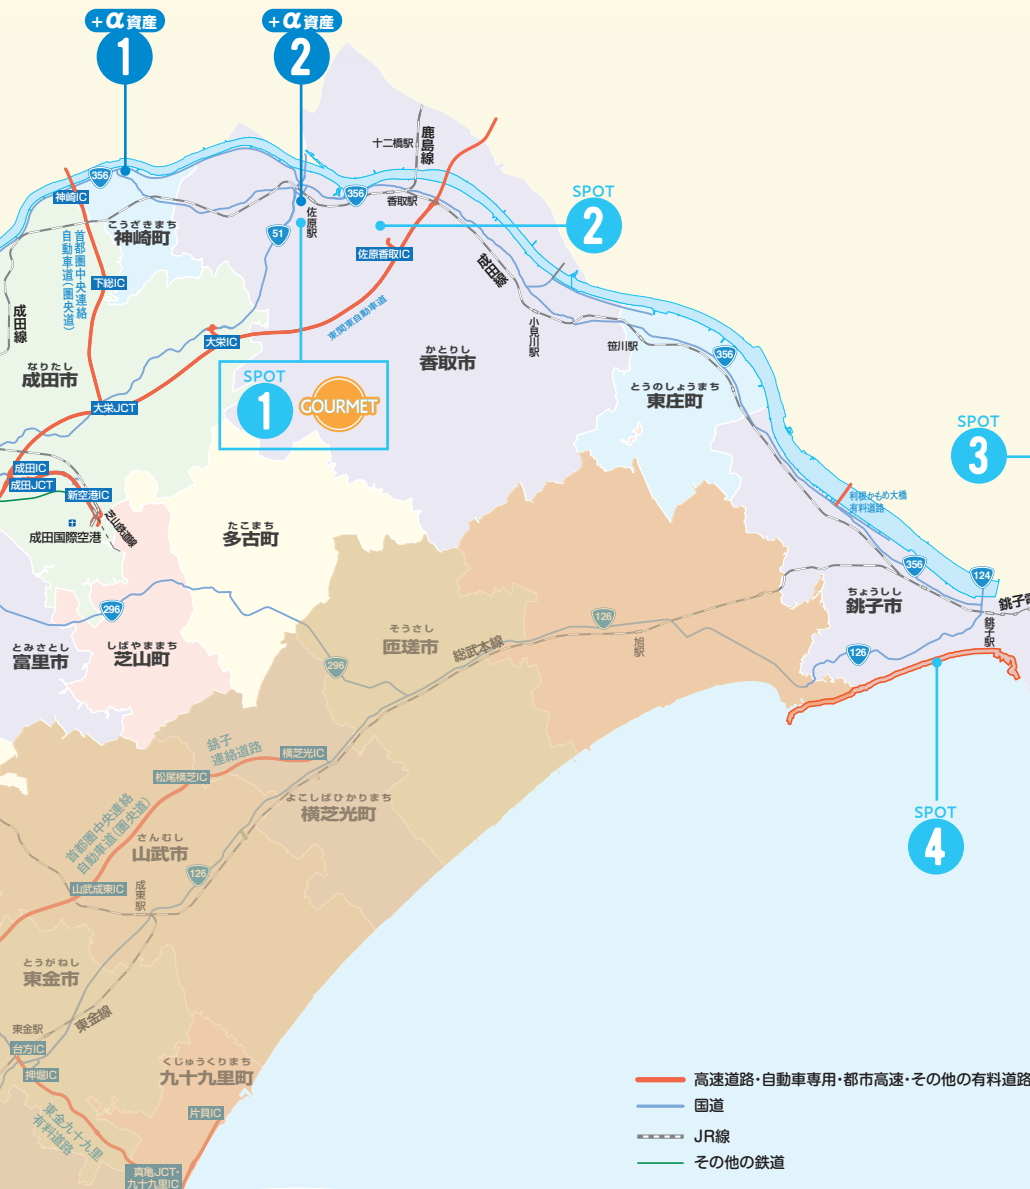 +α資産
1
+α資産
2
十二橋駅
鹿島線
356
神崎IC
356
香取駅
SPOT
2
佐原駅
こうざきまち
神崎町
51
佐原香取IC
首都圏中央連絡
自動車道(圏央道)
下総IC
成田線
成田線
東関東自動車道
小見川駅
大栄IC
笹川駅
356
なりたし
成田市
かとりし
香取市
SPOT
1
GOURMET
とうのしょうまち
東庄町
大栄JCT
SPOT
3
成田IC
成田JCT
新空港IC
芝山鉄道線
成田国際空港
利根かもめ大橋
有料道路
たこまち
多古町
356
124
ちょうしし
銚子市
銚子電
銚子駅
296
126
そうさし
匝瑳市
総武本線
旭駅
とみさとし
富里市
しばやままち
芝山町
296
126
銚子
連絡道路
横芝光IC
松尾横芝IC
よこしばひかりまち
横芝光町
首都圏中央連絡
自動車道(圏央道)
さんむし
山武市
SPOT
4
126
山武成東IC
成東駅
とうがねし
東金市
東金駅
東金線
台方IC
押堀IC
くじゅうくりまち
九十九里町
片貝IC
東金九十九里
有料道路
真亀JCT・
九十九里IC
高速道路・自動車専用・都市高速・その他の有料道路
国道
JR線
その他の鉄道